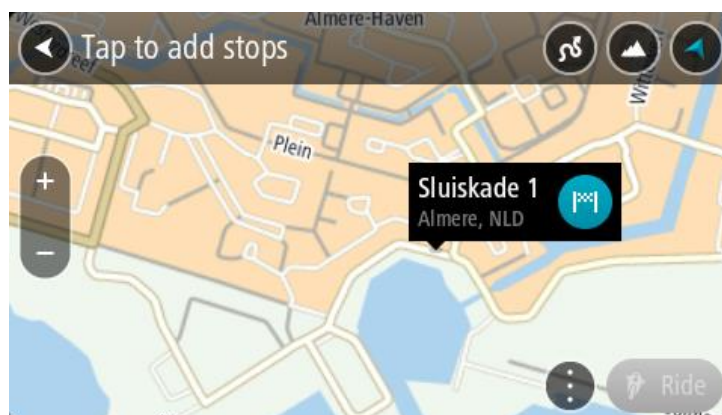 Almere-Haven
Tap to add stops
Plein
+
Sluiskade 1
Almere, NLD
−
Ride